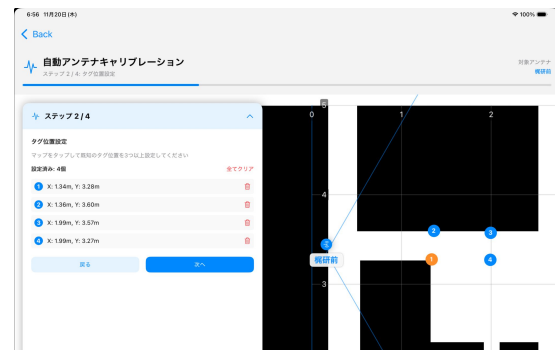 6:56 11月20日(木)
100%
Back
自動アンテナキャリブレーション
ステップ 2 / 4: タグ位置設定
対象アンテナ
梶研前
ステップ 2 / 4
タグ位置設定
マップをタップして既知のタグ位置を3つ以上設定してください
設定済み: 4個
全てクリア
1 X: 1.34m, Y: 3.28m
2 X: 1.36m, Y: 3.60m
3 X: 1.99m, Y: 3.57m
4 X: 1.99m, Y: 3.27m
戻る
次へ
5
0
1
2
4
2
3
梶研前
1
4
3